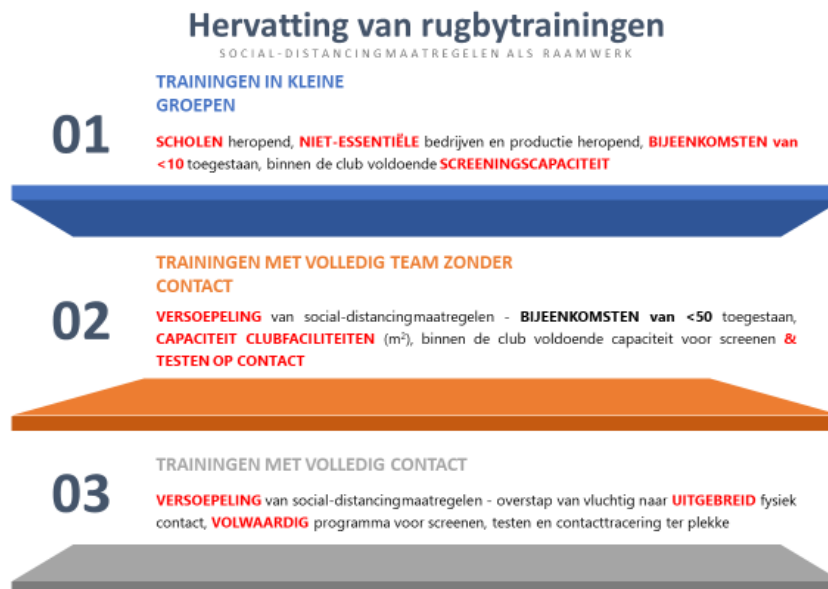 Hervatting van rugbytrainingen
SOCIAL-DISTANCINGMAATREGELEN ALS RAAMWERK
TRAININGEN IN KLEINE
GROEPEN
01
SCHOLEN heropend, NIET-ESSENTIËLE bedrijven en productie heropend, BIJEENKOMSTEN van
<10 toegestaan, binnen de club voldoende SCREENINGSCAPACITEIT
TRAININGEN MET VOLLEDIG TEAM ZONDER
CONTACT
02
VERSOEPELING van social-distancingmaatregelen - BIJEENKOMSTEN van <50 toegestaan,
CAPACITEIT CLUBFACILITEITEN (m²), binnen de club voldoende capaciteit voor screenen &
TESTEN OP CONTACT
TRAININGEN MET VOLLEDIG CONTACT
03
VERSOEPELING van social-distancingmaatregelen - overstap van vluchtig naar UITGEBREID fysiek
contact, VOLWAARDIG programma voor screenen, testen en contacttracering ter plekke